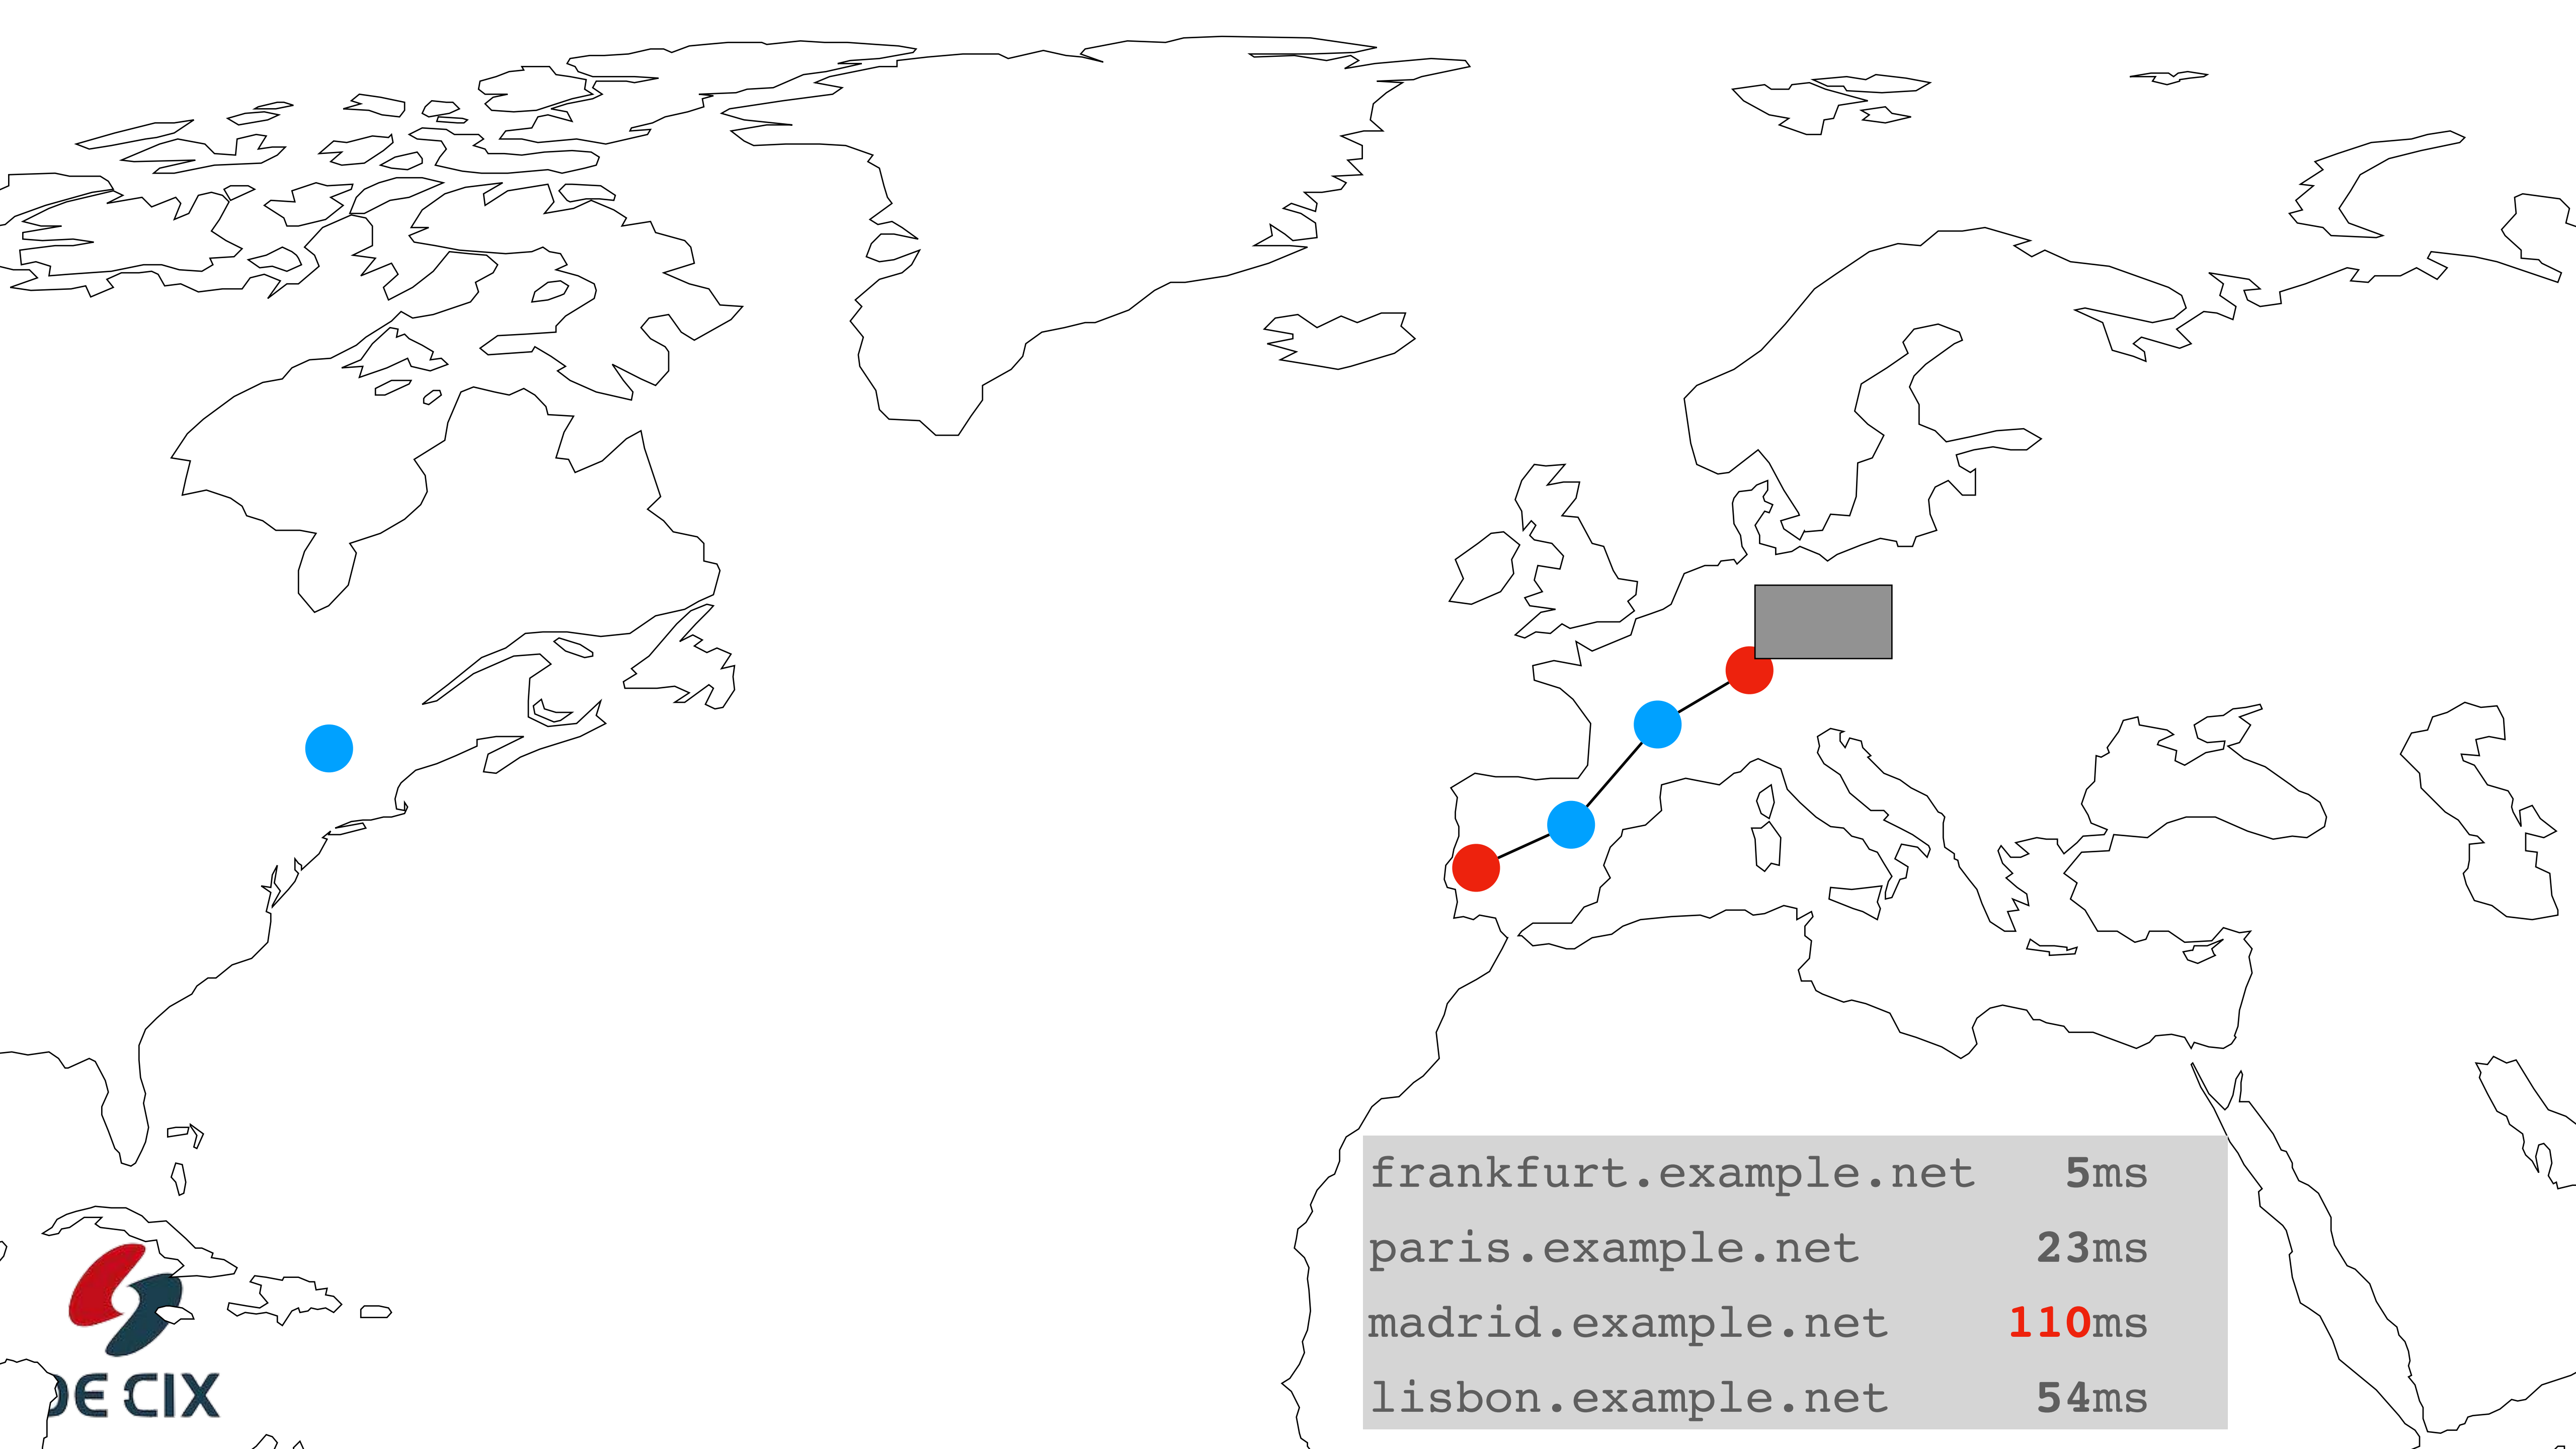 frankfurt.example.net 5ms
paris.example.net 23ms
madrid.example.net 110ms
lisbon.example.net 54ms
DE CIX